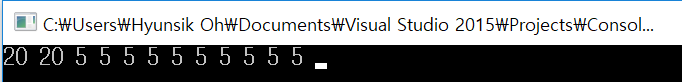 C:₩Users₩Hyunsik Oh₩Documents₩Visual Studio 2015₩Projects₩Consol...
20 20 5 5 5 5 5 5 5 5 5 5